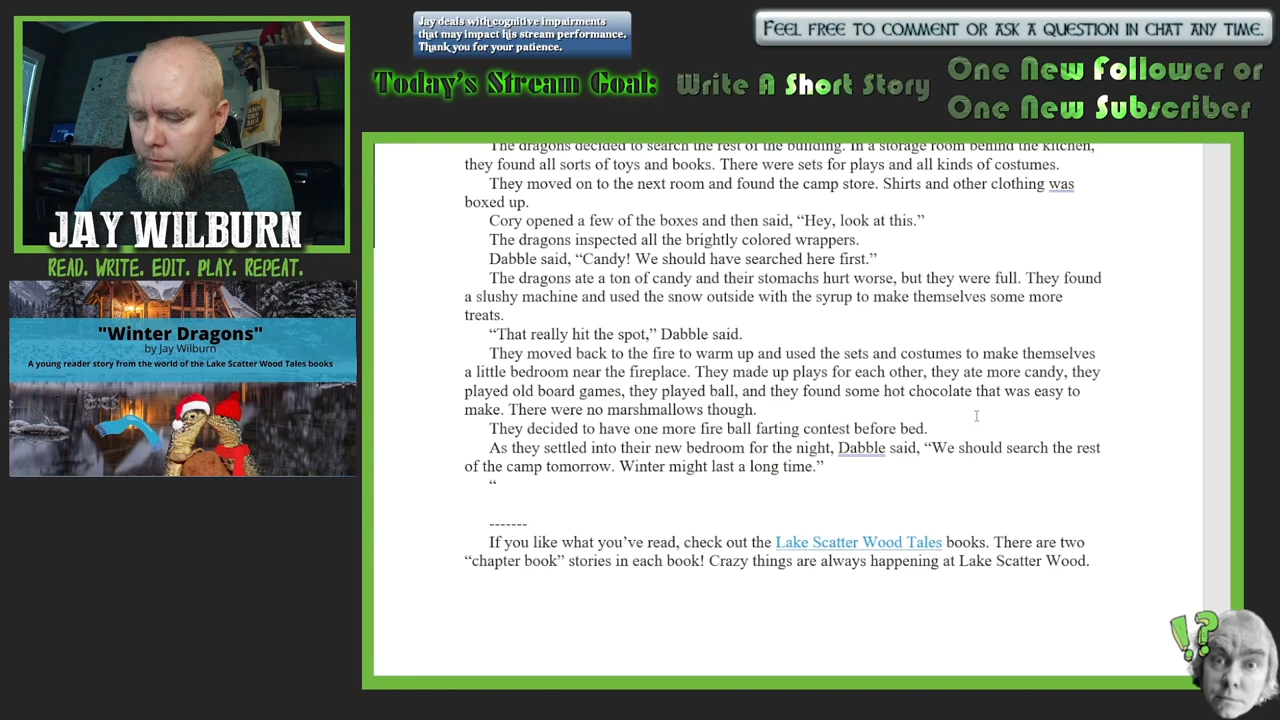 Jay deals with cognitive impairments
that may impact his stream performance.
Thank you for your patience.
Feel free to comment or ask a question in chat any time.
Today's Stream Goal:
Write A Short Story
One New Follower or
One New Subscriber
JAY WILBURN
READ. WRITE. EDIT. PLAY. REPEAT.
"Winter Dragons"
by Jay Wilburn
A young reader story from the world of the Lake Scatter Wood Tales books
The dragons decided to search the rest of the building. In a storage room behind the kitchen,
they found all sorts of toys and books. There were sets for plays and all kinds of costumes.
They moved on to the next room and found the camp store. Shirts and other clothing was
boxed up.
Cory opened a few of the boxes and then said, “Hey, look at this.”
The dragons inspected all the brightly colored wrappers.
Dabble said, “Candy! We should have searched here first.”
The dragons ate a ton of candy and their stomachs hurt worse, but they were full. They found
a slushy machine and used the snow outside with the syrup to make themselves some more
treats.
“That really hit the spot,” Dabble said.
They moved back to the fire to warm up and used the sets and costumes to make themselves
a little bedroom near the fireplace. They made up plays for each other, they ate more candy, they
played old board games, they played ball, and they found some hot chocolate that was easy to
make. There were no marshmallows though.
They decided to have one more fire ball farting contest before bed.
As they settled into their new bedroom for the night, Dabble said, “We should search the rest
of the camp tomorrow. Winter might last a long time.”
“
-------
If you like what you’ve read, check out the Lake Scatter Wood Tales books. There are two
“chapter book” stories in each book! Crazy things are always happening at Lake Scatter Wood.
!?